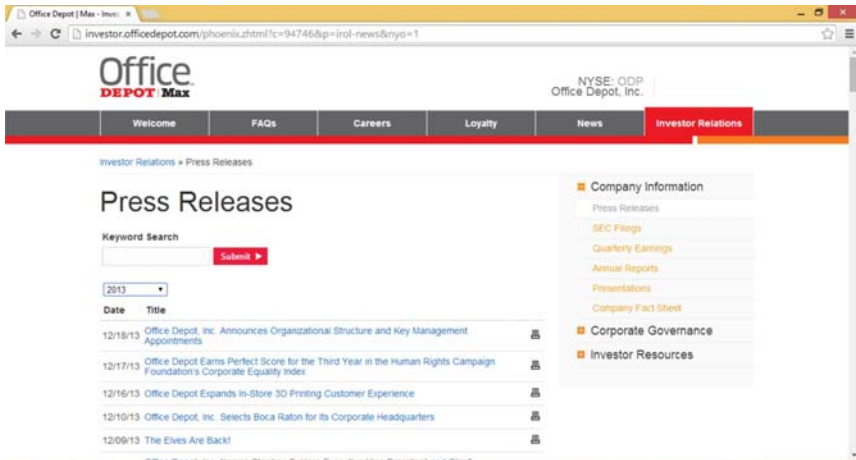 Office Depot | Max - Inves
investor.officedepot.com/phoenix.zhtml?c=94746&p=irol-news&nyo=1
Office
DEPOT Max
NYSE: ODP
Office Depot, Inc.
Welcome
FAQs
Careers
Loyalty
News
Investor Relations
Investor Relations » Press Releases
Press Releases
Keyword Search
Submit
2013
Date Title
12/18/13 Office Depot, Inc. Announces Organizational Structure and Key Management
Appointments
12/17/13 Office Depot Earns Perfect Score for the Third Year in the Human Rights Campaign
Foundation's Corporate Equality Index
12/16/13 Office Depot Expands In-Store 3D Printing Customer Experience
12/10/13 Office Depot, Inc. Selects Boca Raton for its Corporate Headquarters
12/09/13 The Elves Are Back!
Company Information
Press Releases
SEC Filings
Quarterly Earnings
Annual Reports
Presentations
Company Fact Sheet
Corporate Governance
Investor Resources